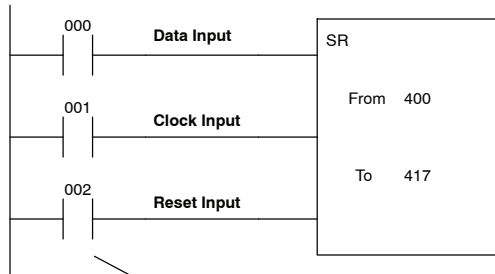 000
Data Input
SR
From 400
001
Clock Input
To 417
002
Reset Input